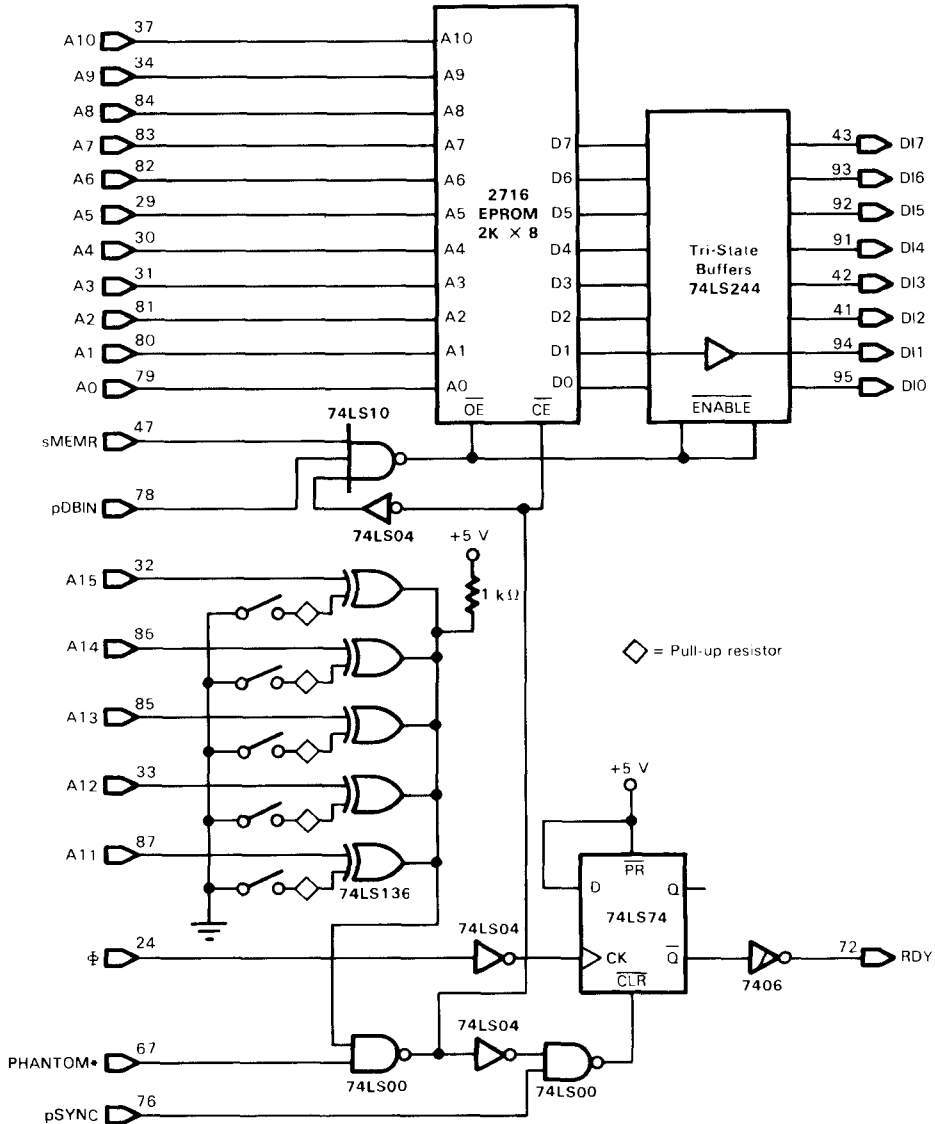 A10 37 A10
A9 34 A9
A8 84 A8
A7 83 A7 D7 43 DI7
A6 82 A6 D6 93 DI6
A5 29 A5 D5 92 DI5
A4 30 A4 D4 91 DI4
A3 31 A3 D3 42 DI3
A2 81 A2 D2 41 DI2
A1 80 A1 D1 94 DI1
A0 79 A0 D0 95 DI0
2716
EPROM
2K × 8
Tri-State
Buffers
74LS244
OE CE ENABLE
74LS10
sMEMR 47
pDBIN 78
74LS04
+5 V
1 kΩ
A15 32
A14 86
A13 85
A12 33
A11 87
74LS136
◇ = Pull-up resistor
+5 V
PR
D Q
74LS74
CK Q
CLR
Φ 24
74LS04
7406
72 RDY
PHANTOM* 67
74LS00
74LS04
74LS00
pSYNC 76